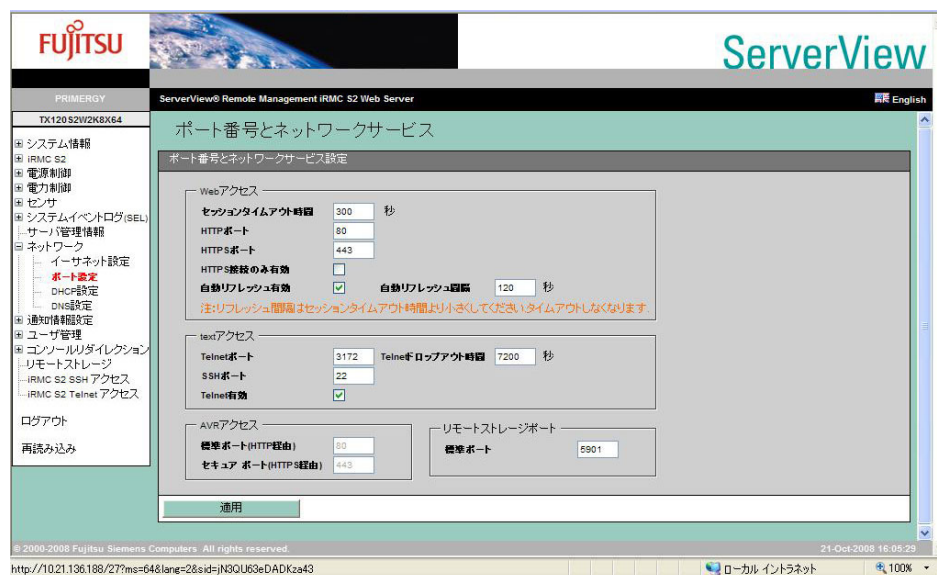 FUJITSU
ServerView
PRIMERGY
ServerView® Remote Management iRMC S2 Web Server
English
TX120S2W2K8X64
システム情報
iRMC S2
電源制御
電力制御
センサ
システムイベントログ(SEL)
サーバ管理情報
ネットワーク
イーサネット設定
ポート設定
DHCP設定
DNS設定
通知情報設定
ユーザ管理
コンソールリダイレクション
リモートストレージ
iRMC S2 SSH アクセス
iRMC S2 Telnet アクセス
ログアウト
再読み込み
ポート番号とネットワークサービス
ポート番号とネットワークサービス設定
Webアクセス
セッションタイムアウト時間 300 秒
HTTPポート 80
HTTPSポート 443
HTTPS接続のみ有効
自動リフレッシュ有効 自動リフレッシュ間隔 120 秒
注:リフレッシュ間隔はセッションタイムアウト時間より小さくしてください.タイムアウトしなくなります.
textアクセス
Telnetポート 3172 Telnetドロップアウト時間 7200 秒
SSHポート 22
Telnet有効
AVRアクセス
標準ポート(HTTP経由) 80
セキュア ポート(HTTPS経由) 443
リモートストレージポート
標準ポート 5901
適用
© 2000-2008 Fujitsu Siemens Computers All rights reserved.
21-Oct-2008 16:05:29
http://10.21.136.188/27?ms=64&lang=2&sid=jN3QU63eDADKza43
ローカル イントラネット
100%